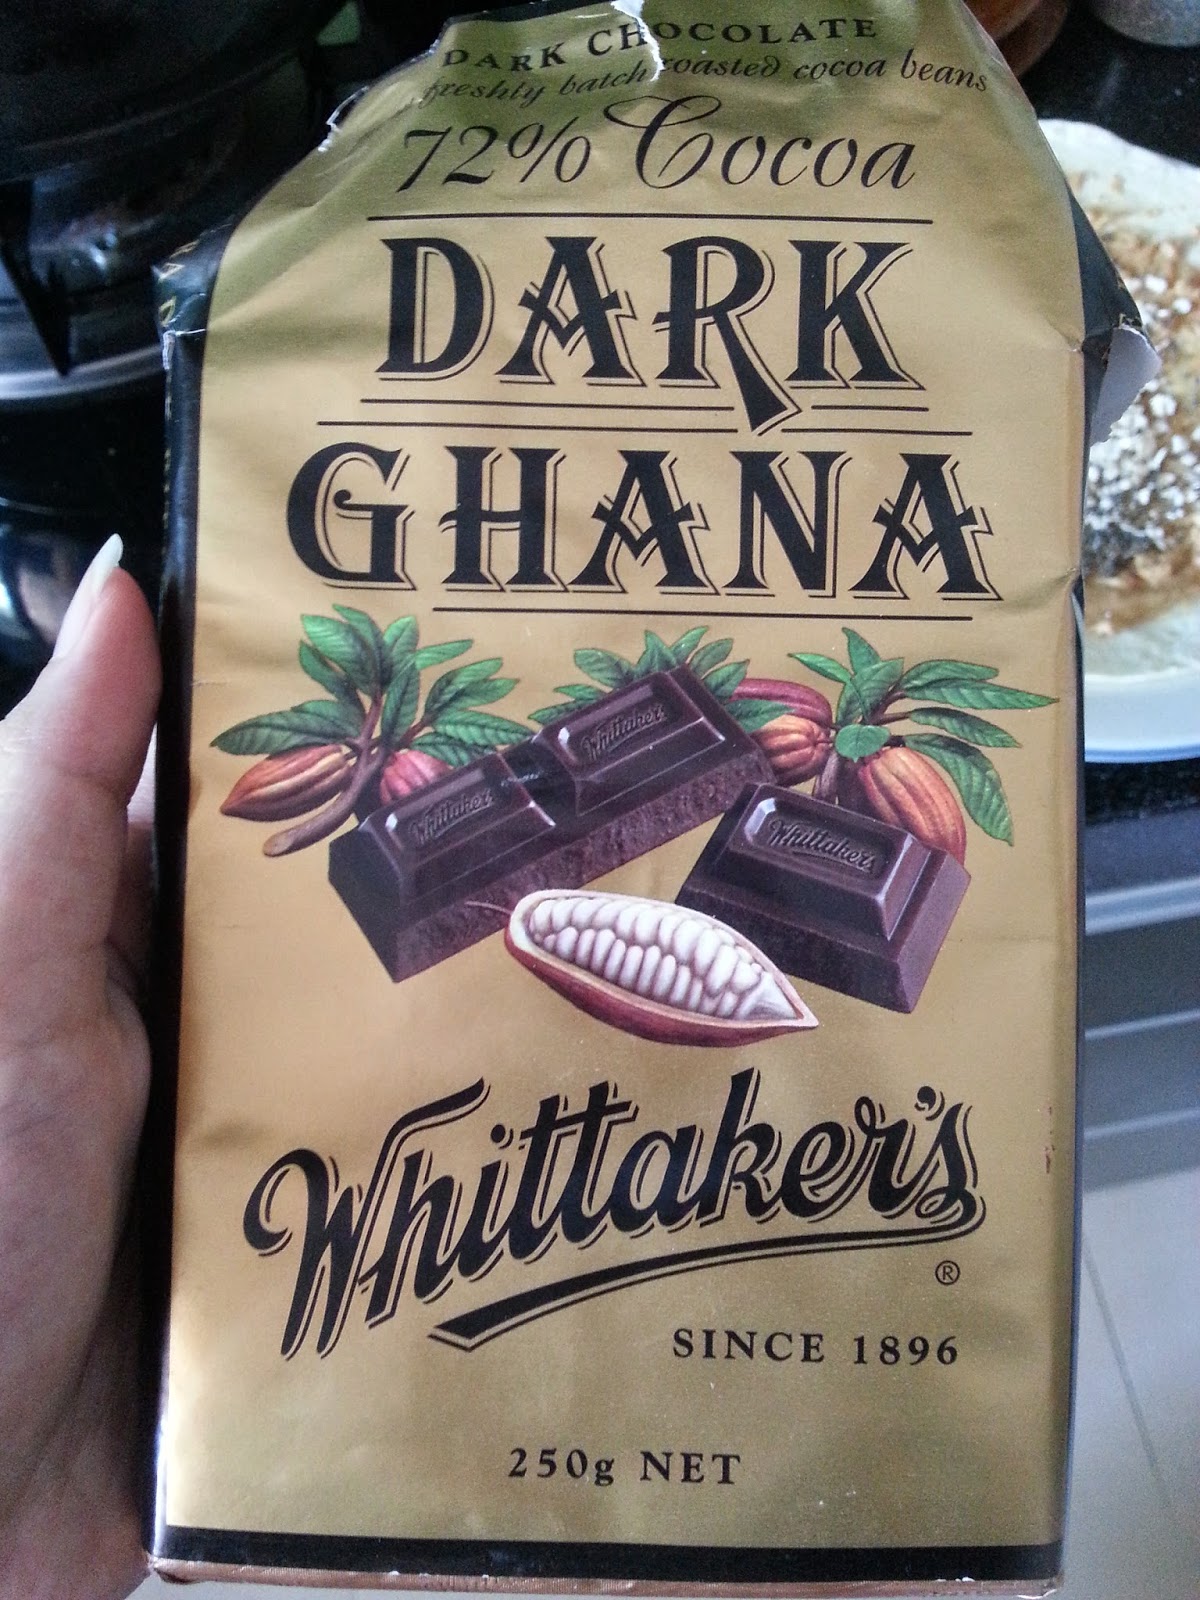 DARK CHOCOLATE
freshly batch roasted cocoa beans
72% Cocoa
DARK
GHANA
Whittaker's
Whittaker's
Whittaker's
Whittaker's
®
SINCE 1896
250g NET